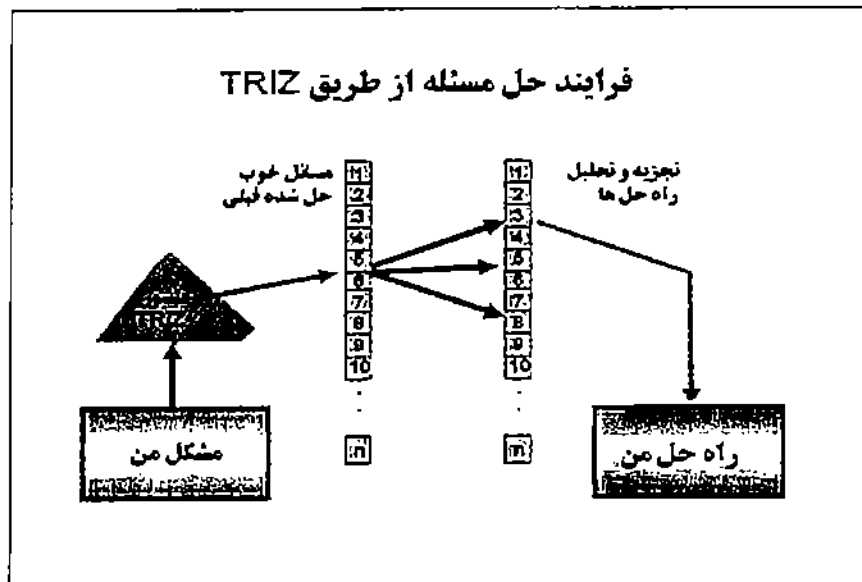 فرایند حل مسئله از طریق TRIZ
مسائل خوب
حل شده قبلی
تجزیه و تحلیل
راه حل ها
1
2
3
4
5
6
7
8
9
10
.
.
n
1
2
3
4
5
6
7
8
9
10
.
.
m
TRIZ
مشکل من
راه حل من